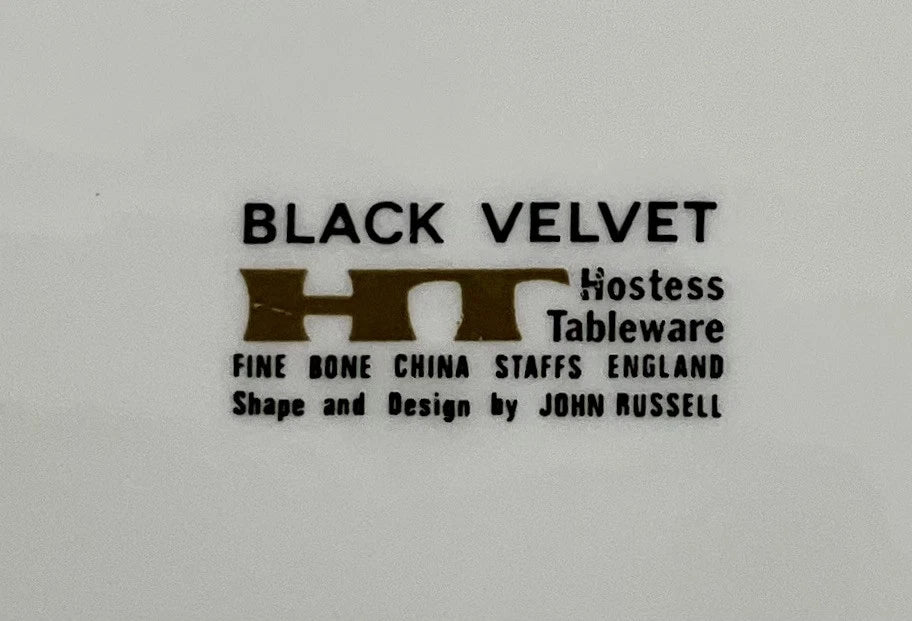 BLACK VELVET
HT Hostess
Tableware
FINE BONE CHINA STAFFS ENGLAND
Shape and Design by JOHN RUSSELL